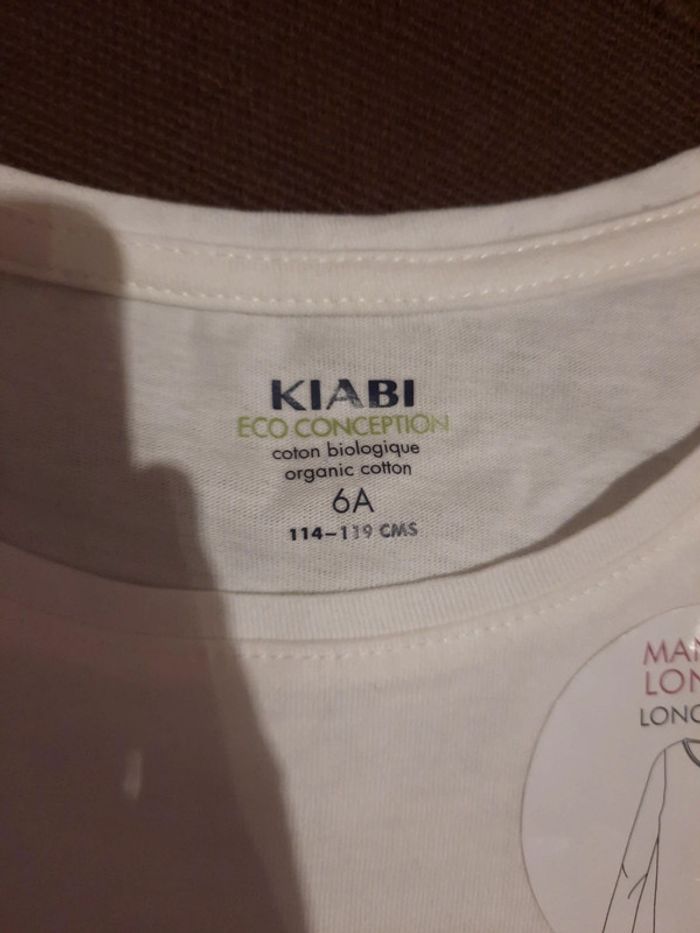 KIABI
ECO CONCEPTION
coton biologique
organic cotton
6A
114-119 CMS